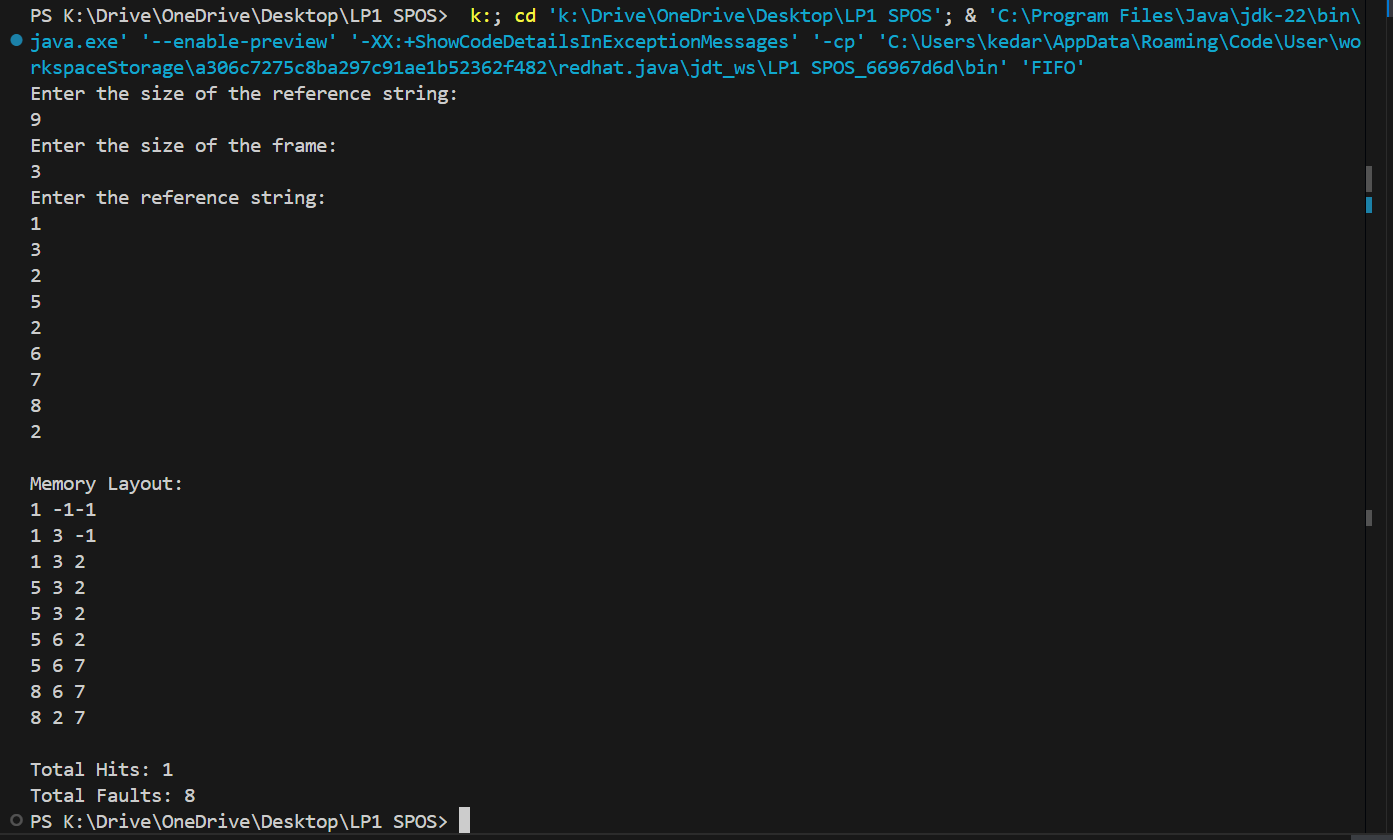 PS K:\Drive\OneDrive\Desktop\LP1 SPOS>  k:; cd 'k:\Drive\OneDrive\Desktop\LP1 SPOS'; & 'C:\Program Files\Java\jdk-22\bin\
java.exe' '--enable-preview' '-XX:+ShowCodeDetailsInExceptionMessages' '-cp' 'C:\Users\kedar\AppData\Roaming\Code\User\wo
rkspaceStorage\a306c7275c8ba297c91ae1b52362f482\redhat.java\jdt_ws\LP1 SPOS_66967d6d\bin' 'FIFO'
Enter the size of the reference string:
9
Enter the size of the frame:
3
Enter the reference string:
1
3
2
5
2
6
7
8
2

Memory Layout:
1 -1-1
1 3 -1
1 3 2
5 3 2
5 3 2
5 6 2
5 6 7
8 6 7
8 2 7

Total Hits: 1
Total Faults: 8
PS K:\Drive\OneDrive\Desktop\LP1 SPOS>